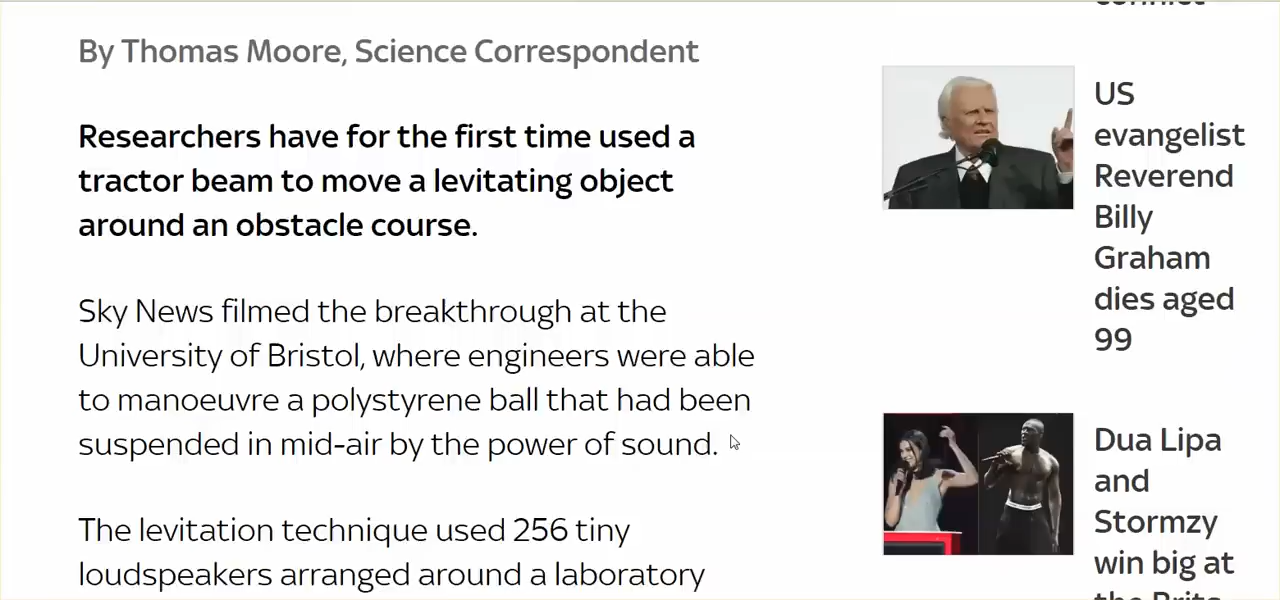 By Thomas Moore, Science Correspondent
Researchers have for the first time used a
tractor beam to move a levitating object
around an obstacle course.
Sky News filmed the breakthrough at the
University of Bristol, where engineers were able
to manoeuvre a polystyrene ball that had been
suspended in mid-air by the power of sound.
The levitation technique used 256 tiny
loudspeakers arranged around a laboratory
US
evangelist
Reverend
Billy
Graham
dies aged
99
Dua Lipa
and
Stormzy
win big at
the Brits